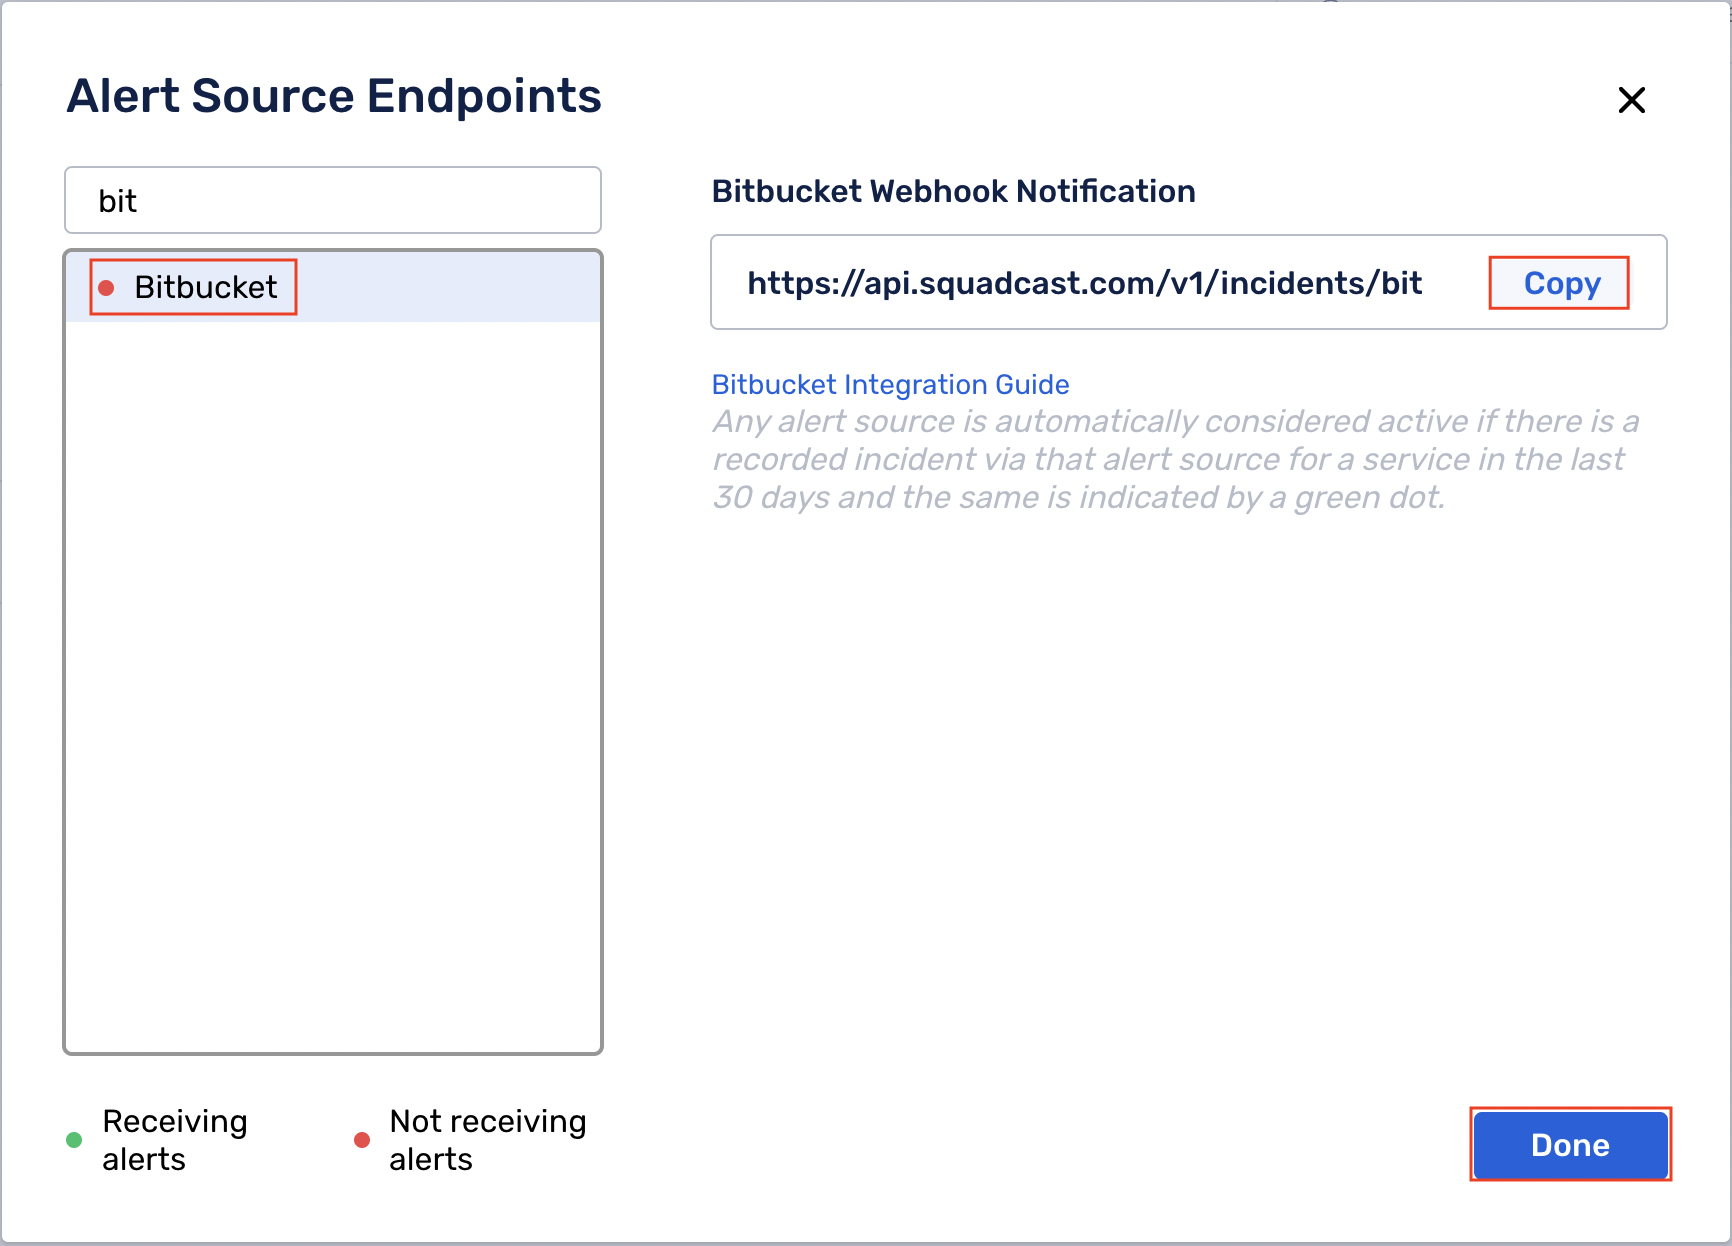 Alert Source Endpoints
bit
Bitbucket
Bitbucket Webhook Notification
https://api.squadcast.com/v1/incidents/bit
Copy
Bitbucket Integration Guide
Any alert source is automatically considered active if there is a
recorded incident via that alert source for a service in the last
30 days and the same is indicated by a green dot.
Receiving
alerts
Not receiving
alerts
Done